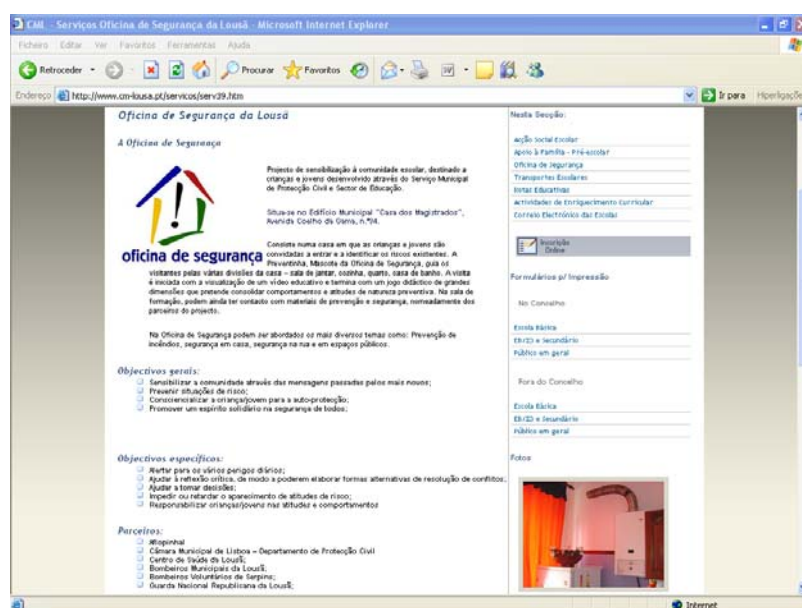 CML - Serviços Oficina de Segurança da Lousã - Microsoft Internet Explorer
Ficheiro Editar Ver Favoritos Ferramentas Ajuda
Retroceder Procurar Favoritos
Endereço http://www.cm-lousa.pt/servicos/serv39.htm Ir para Hiperligaçõe
Oficina de Segurança da Lousã
A Oficina de Segurança
oficina de segurança
Projecto de sensibilização à comunidade escolar, destinado a
crianças e jovens desenvolvido através do Serviço Municipal
de Protecção Civil e Sector de Educação.
Situa-se no Edifício Municipal "Casa dos Magistrados",
Avenida Coelho da Gama, n.º
Consiste numa casa em que as crianças e jovens são
convidadas a entrar e a identificar os riscos existentes. A
Preventinha, Mascote da Oficina de Segurança, guia os
visitantes pelas várias divisões da casa – sala de jantar, cozinha, quarto, casa de banho. A visita
é iniciada com a visualização de um vídeo educativo e termina com um jogo didáctico de grandes
dimensões que pretende consolidar comportamentos e atitudes de natureza preventiva. Na sala de
formação, podem ainda ter contacto com materiais de prevenção e segurança, nomeadamente dos
parceiros do projecto.
Na Oficina de Segurança podem ser abordados os mais diversos temas como: Prevenção de
incêndios, segurança em casa, segurança na rua e em espaços públicos.
Objectivos gerais:
Sensibilizar a comunidade através das mensagens passadas pelos mais novos;
Prevenir situações de risco;
Consciencializar a criança/jovem para a auto-protecção;
Promover um espírito solidário na segurança de todos;
Objectivos específicos:
Alertar para os vários perigos diários;
Ajudar à reflexão crítica, de modo a poderem elaborar formas alternativas de resolução de conflitos;
Ajudar a tomar decisões;
Impedir ou retardar o aparecimento de atitudes de risco;
Responsabilizar crianças/jovens nas atitudes e comportamentos
Parceiros:
Câmara Municipal de Lisboa – Departamento de Protecção Civil
Centro de Saúde da Lousã;
Bombeiros Municipais da Lousã;
Bombeiros Voluntários de Serpins;
Guarda Nacional Republicana da Lousã;
Nesta Secção:
Acção Social Escolar
Apoio à Família - Pré-escolar
Oficina de Segurança
Transportes Escolares
Notas Educativas
Actividades de Enriquecimento Curricular
Correio Electrónico das Escolas
Inscrição
Online
Formulários p/ Impressão
No Concelho
Escola Básica
EB/23 e Secundário
Público em geral
Fora do Concelho
Escola Básica
EB/23 e Secundário
Público em geral
Fotos
Internet